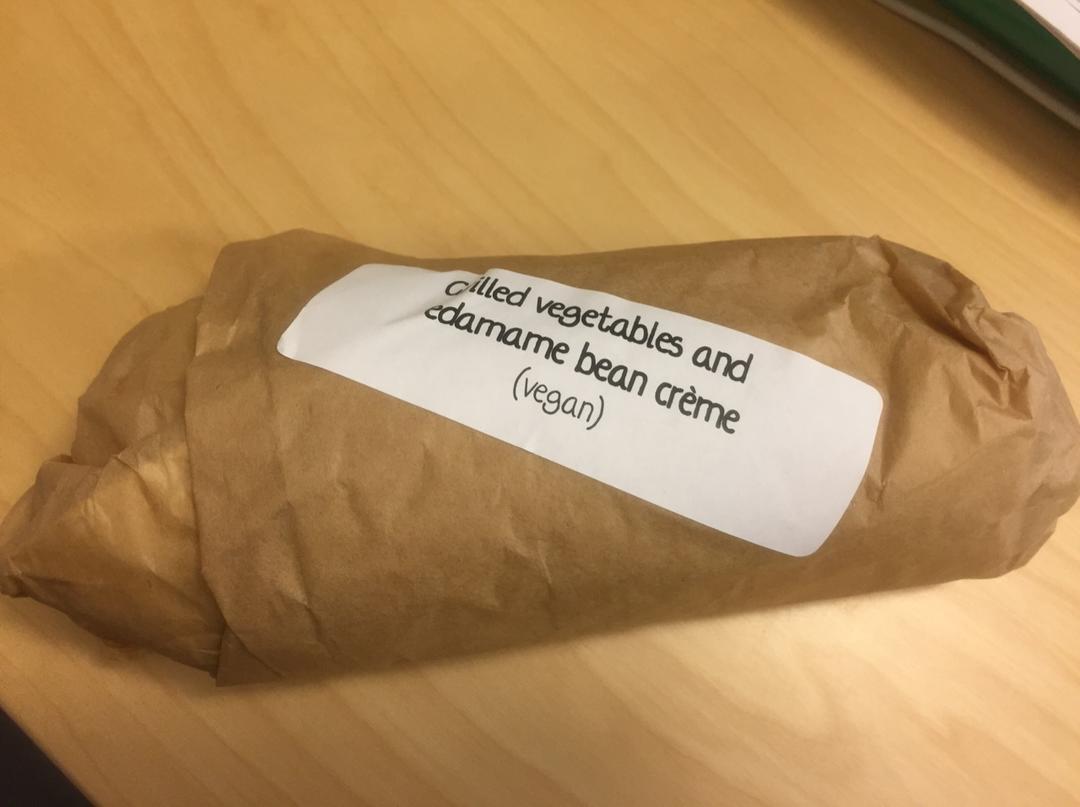 Grilled vegetables and
edamame bean crème
(vegan)